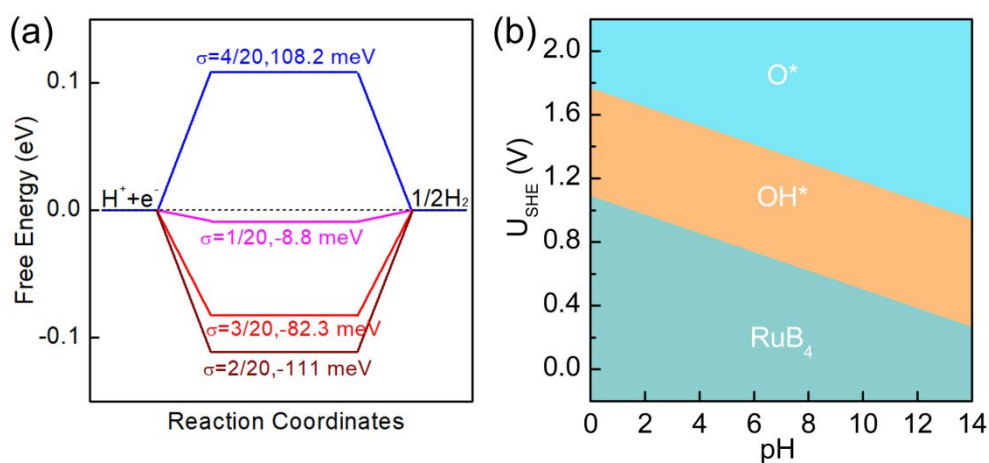 (a)
σ=4/20,108.2 meV
0.1
H⁺+e⁻
0.0
1/2H₂
σ=1/20,-8.8 meV
σ=3/20,-82.3 meV
-0.1
σ=2/20,-111 meV
Free Energy (eV)
Reaction Coordinates
(b)
2.0
1.6
1.2
0.8
0.4
0.0
U_SHE (V)
O*
OH*
RuB₄
0 2 4 6 8 10 12 14
pH